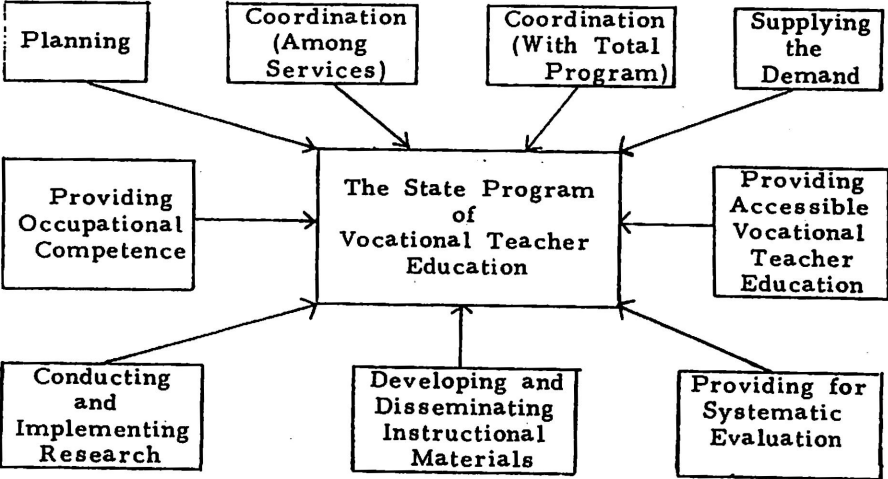 Planning
Coordination
(Among
Services)
Coordination
(With Total
Program)
Supplying
the
Demand
Providing
Occupational
Competence
The State Program
of
Vocational Teacher
Education
Providing
Accessible
Vocational
Teacher
Education
Conducting
and
Implementing
Research
Developing and
Disseminating
Instructional
Materials
Providing for
Systematic
Evaluation